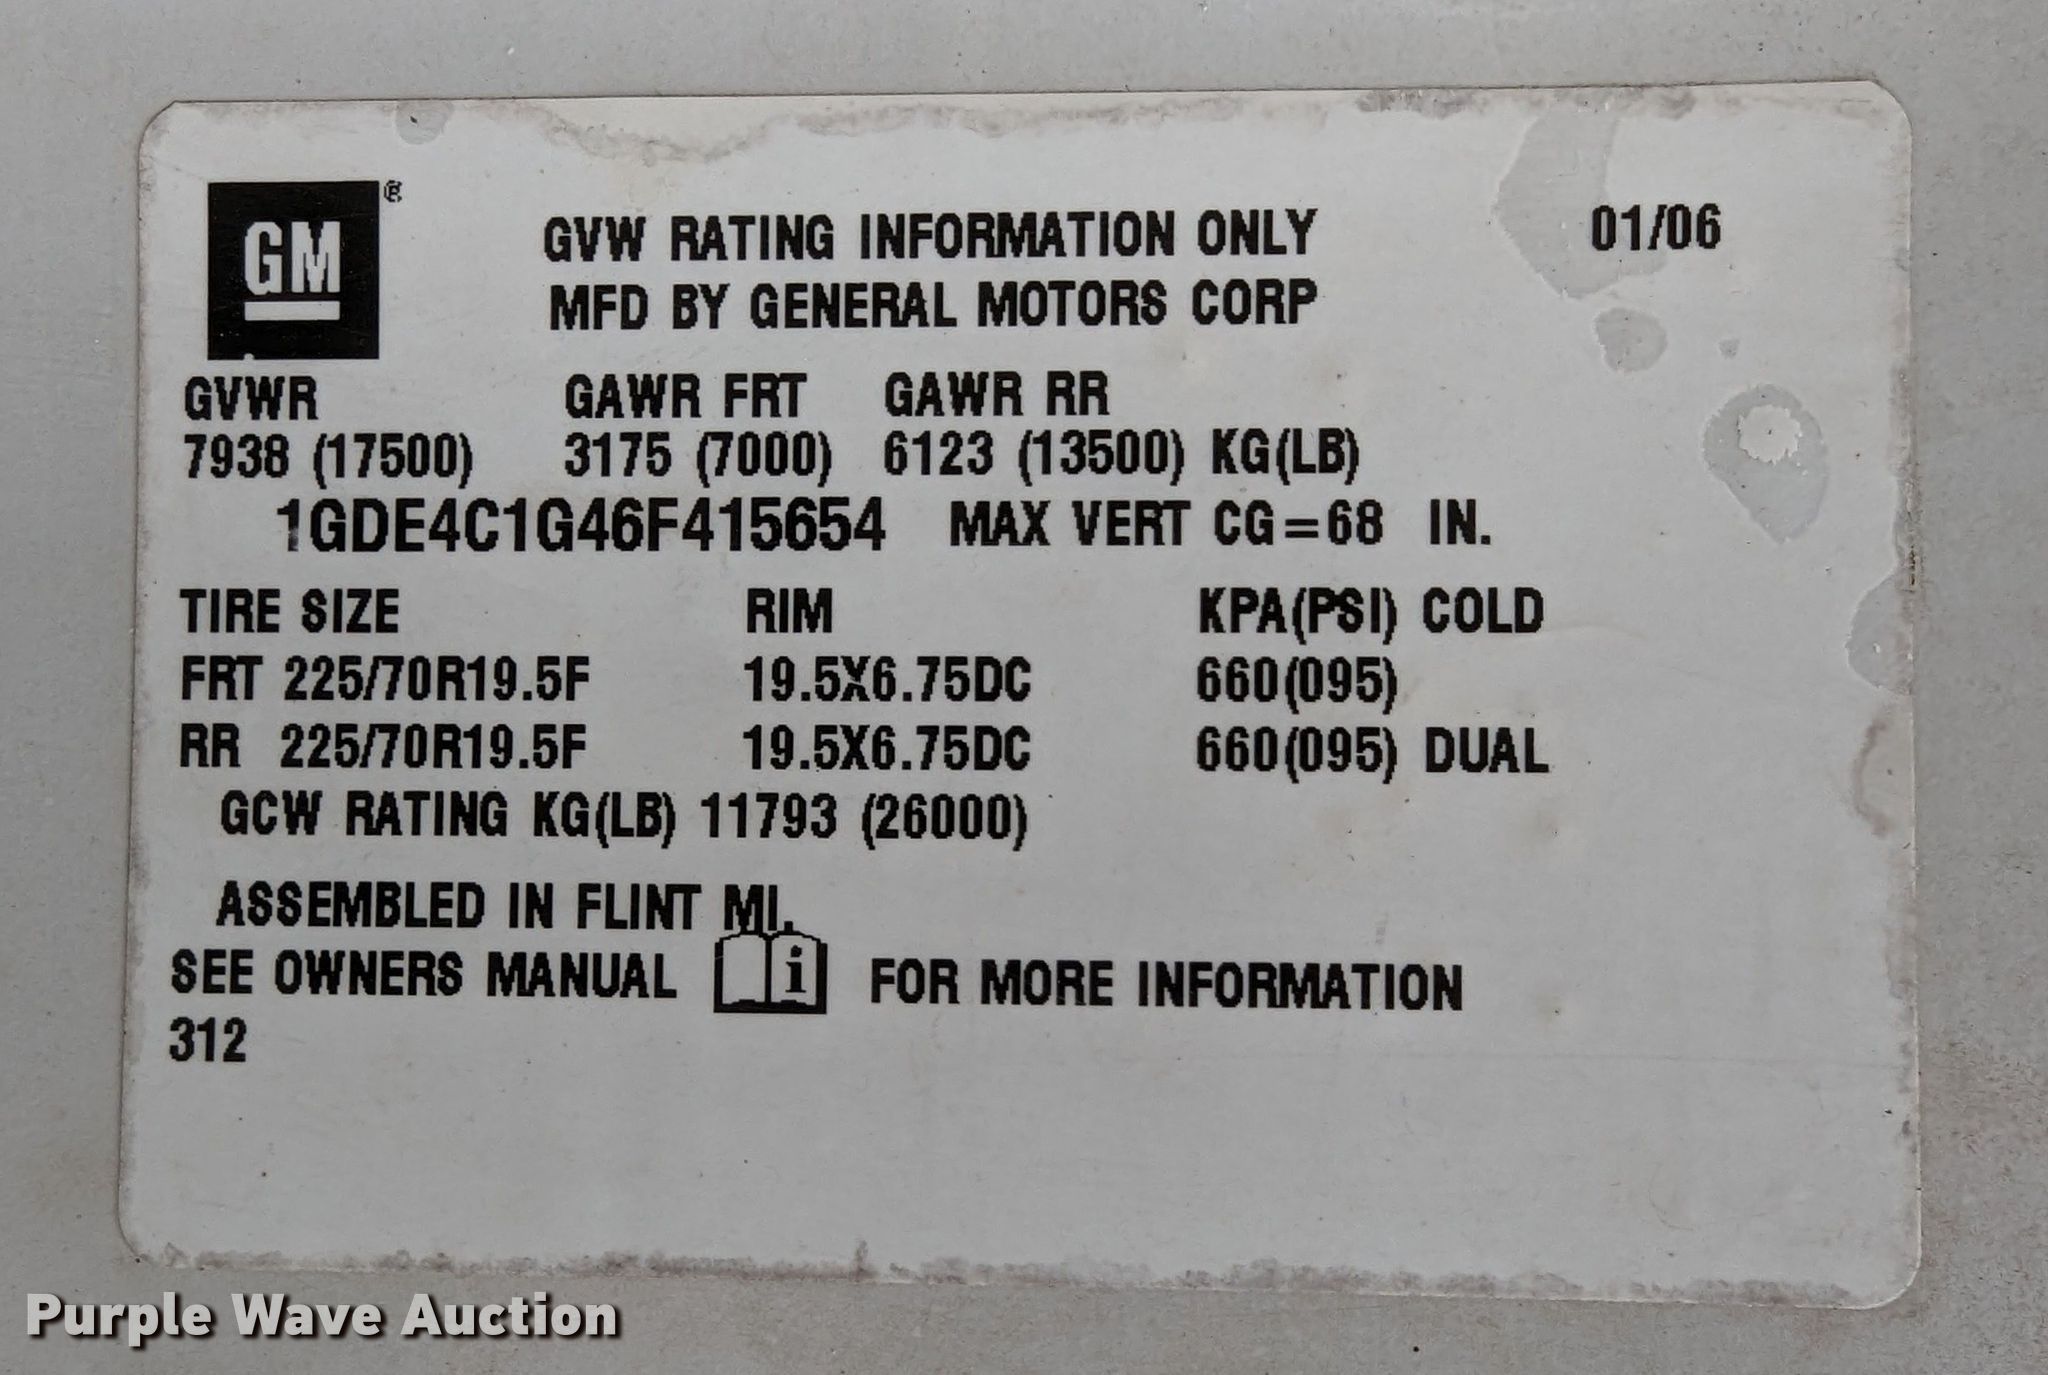 GM ®
GVW RATING INFORMATION ONLY 01/06
MFD BY GENERAL MOTORS CORP
GVWR GAWR FRT GAWR RR
7938 (17500) 3175 (7000) 6123 (13500) KG(LB)
1GDE4C1G46F415654 MAX VERT CG=68 IN.
TIRE SIZE RIM KPA(PSI) COLD
FRT 225/70R19.5F 19.5X6.75DC 660(095)
RR 225/70R19.5F 19.5X6.75DC 660(095) DUAL
GCW RATING KG(LB) 11793 (26000)
ASSEMBLED IN FLINT MI.
SEE OWNERS MANUAL i FOR MORE INFORMATION
312
Purple Wave Auction